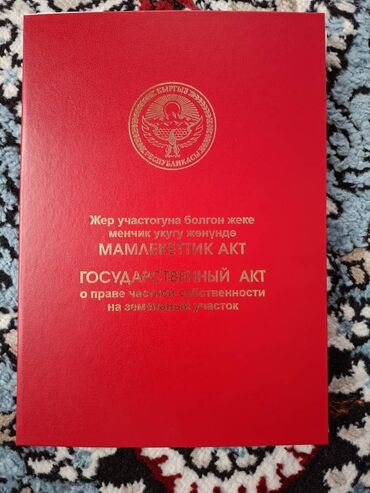 КЫРГЫЗ
РЕСПУБЛИКАСЫ
Жер участогуна болгон жеке
менчик укугу жөнүндө
МАМЛЕКЕТТИК АКТ
ГОСУДАРСТВЕННЫЙ АКТ
о праве частной собственности
на земельный участок